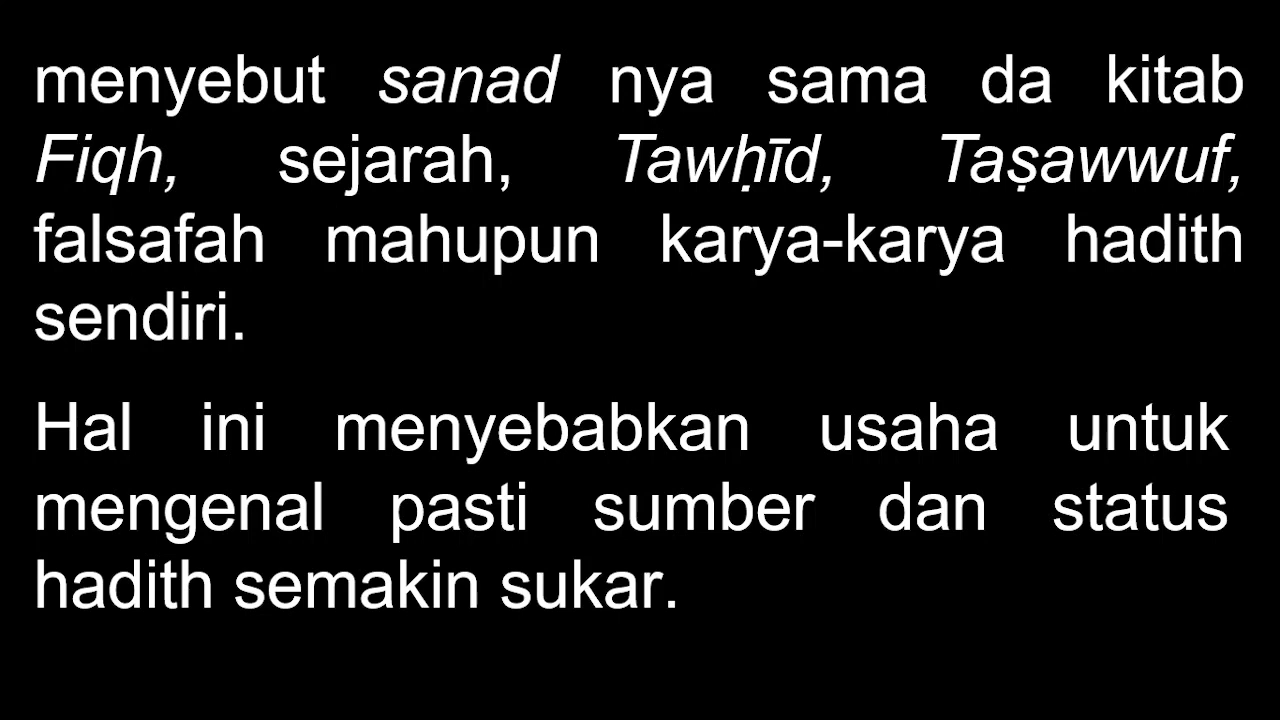 menyebut sanad nya sama da kitab
Fiqh, sejarah, Tawḥīd, Taṣawwuf,
falsafah mahupun karya-karya hadith
sendiri.
Hal ini menyebabkan usaha untuk
mengenal pasti sumber dan status
hadith semakin sukar.